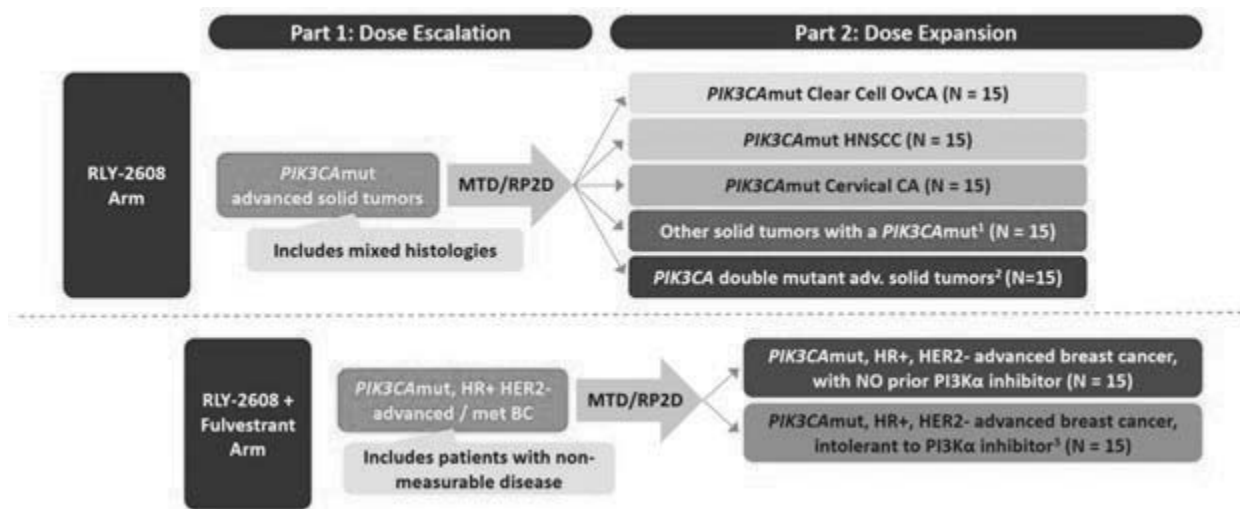 Part 1: Dose Escalation
Part 2: Dose Expansion
RLY-2608
Arm
PIK3CAmut
advanced solid tumors
Includes mixed histologies
MTD/RP2D
PIK3CAmut Clear Cell OvCA (N = 15)
PIK3CAmut HNSCC (N = 15)
PIK3CAmut Cervical CA (N = 15)
Other solid tumors with a PIK3CAmut¹ (N = 15)
PIK3CA double mutant adv. solid tumors² (N=15)
RLY-2608 +
Fulvestrant
Arm
PIK3CAmut, HR+ HER2-
advanced / met BC
Includes patients with non-
measurable disease
MTD/RP2D
PIK3CAmut, HR+, HER2- advanced breast cancer,
with NO prior PI3Kα inhibitor (N = 15)
PIK3CAmut, HR+, HER2- advanced breast cancer,
intolerant to PI3Kα inhibitor³ (N = 15)